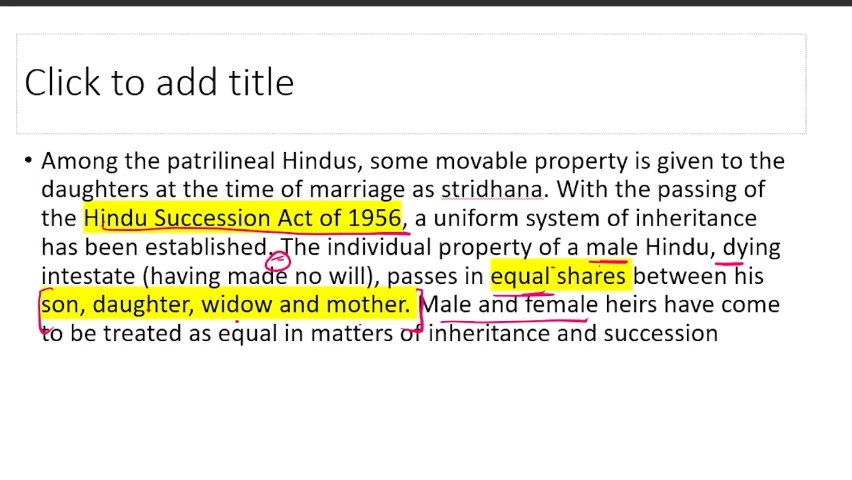 Click to add title
• Among the patrilineal Hindus, some movable property is given to the
daughters at the time of marriage as stridhana. With the passing of
the Hindu Succession Act of 1956, a uniform system of inheritance
has been established. The individual property of a male Hindu, dying
intestate (having made no will), passes in equal shares between his
son, daughter, widow and mother. Male and female heirs have come
to be treated as equal in matters of inheritance and succession